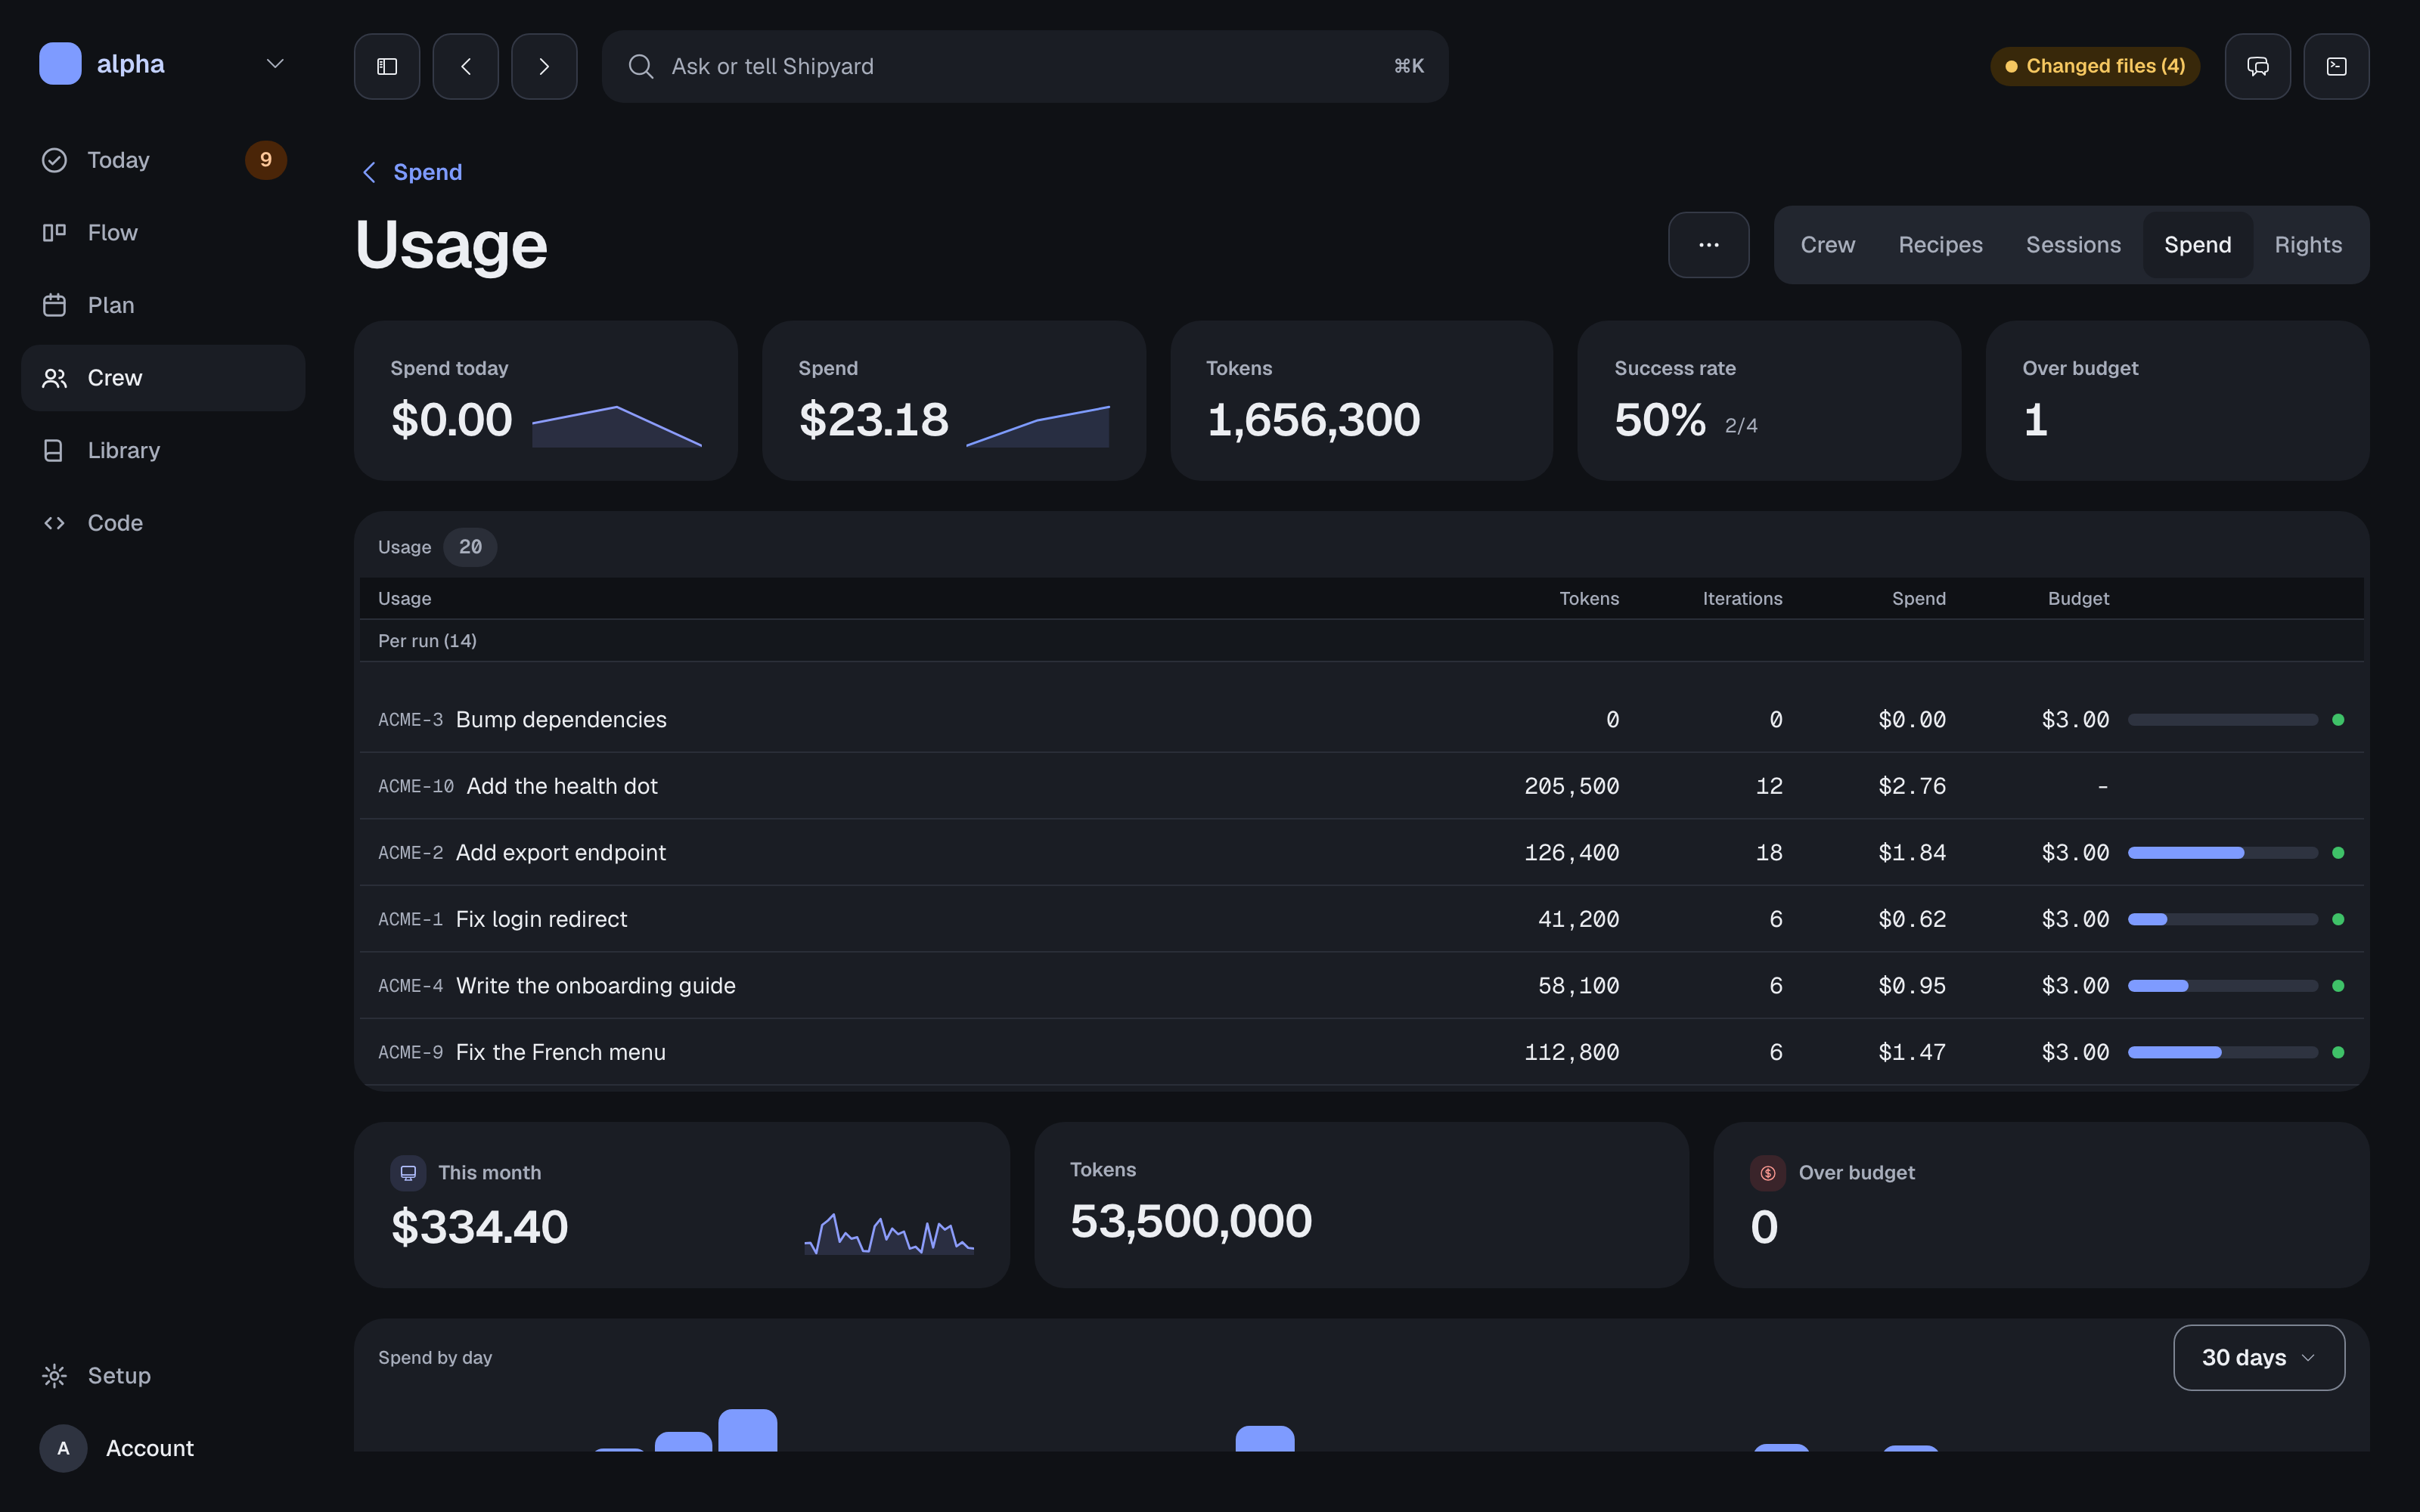 alpha
Ask or tell Shipyard
⌘K
Changed files (4)
Today
9
Flow
Plan
Crew
Library
Code
Setup
A
Account
Spend
Usage
Crew
Recipes
Sessions
Spend
Rights
Spend today
$0.00
Spend
$23.18
Tokens
1,656,300
Success rate
50% 2/4
Over budget
1
Usage 20
Usage Tokens Iterations Spend Budget
Per run (14)
ACME-3 Bump dependencies 0 0 $0.00 $3.00
ACME-10 Add the health dot 205,500 12 $2.76 -
ACME-2 Add export endpoint 126,400 18 $1.84 $3.00
ACME-1 Fix login redirect 41,200 6 $0.62 $3.00
ACME-4 Write the onboarding guide 58,100 6 $0.95 $3.00
ACME-9 Fix the French menu 112,800 6 $1.47 $3.00
This month
$334.40
Tokens
53,500,000
Over budget
0
Spend by day
30 days